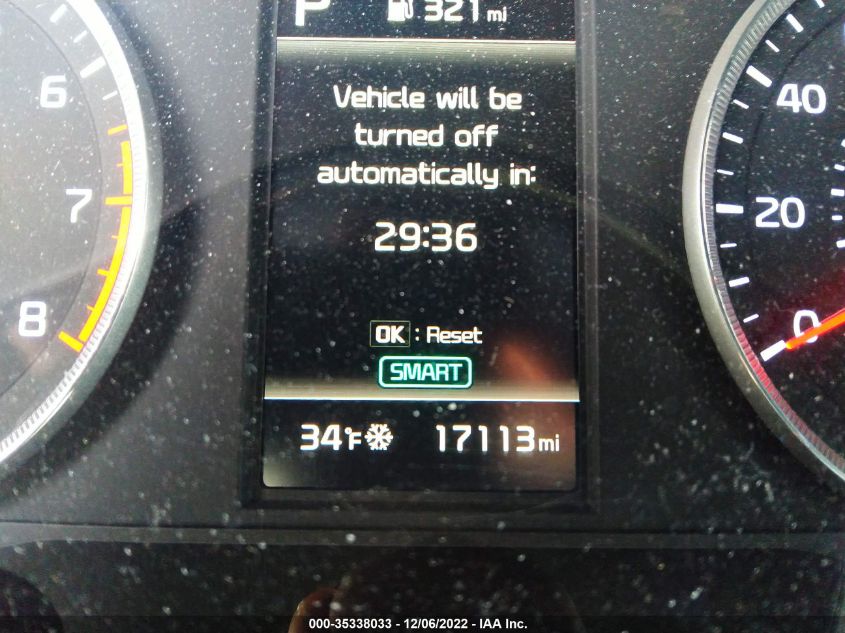 P 321 mi
Vehicle will be
turned off
automatically in:
29:36
OK : Reset
SMART
34°F 17113 mi
6
7
8
40
20
0
000-35338033 - 12/06/2022 - IAA Inc.